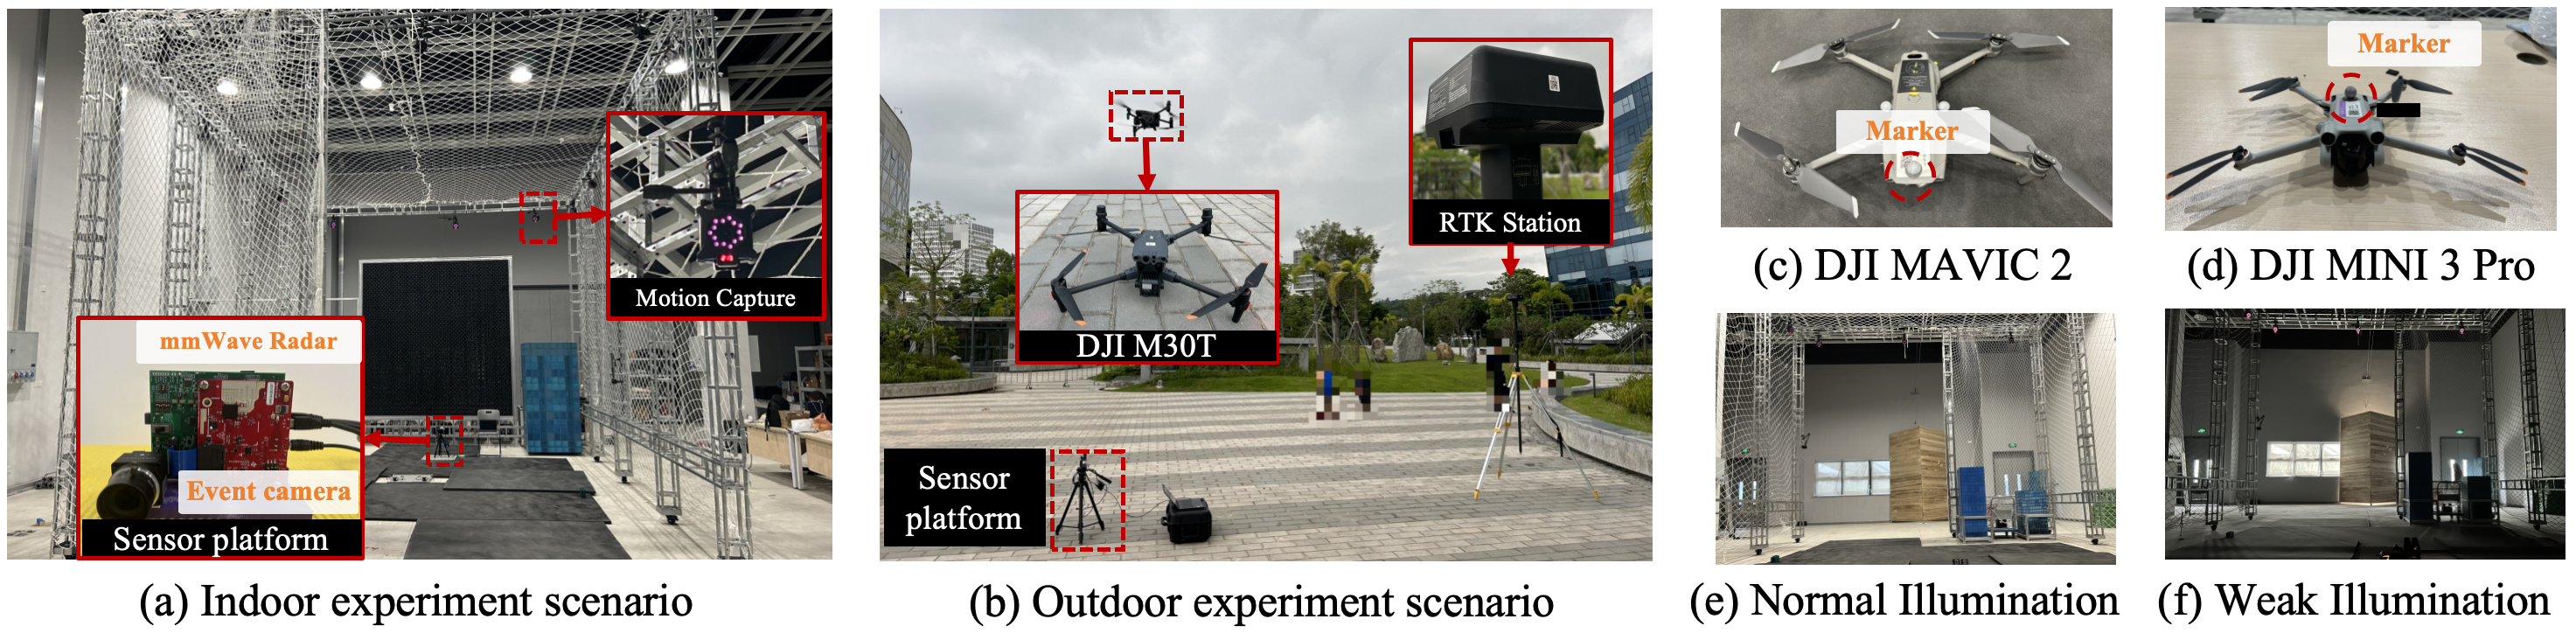 mmWave Radar
Event camera
Sensor platform
Motion Capture
(a) Indoor experiment scenario
DJI M30T
RTK Station
Sensor
platform
(b) Outdoor experiment scenario
Marker
(c) DJI MAVIC 2
Marker
(d) DJI MINI 3 Pro
(e) Normal Illumination
(f) Weak Illumination